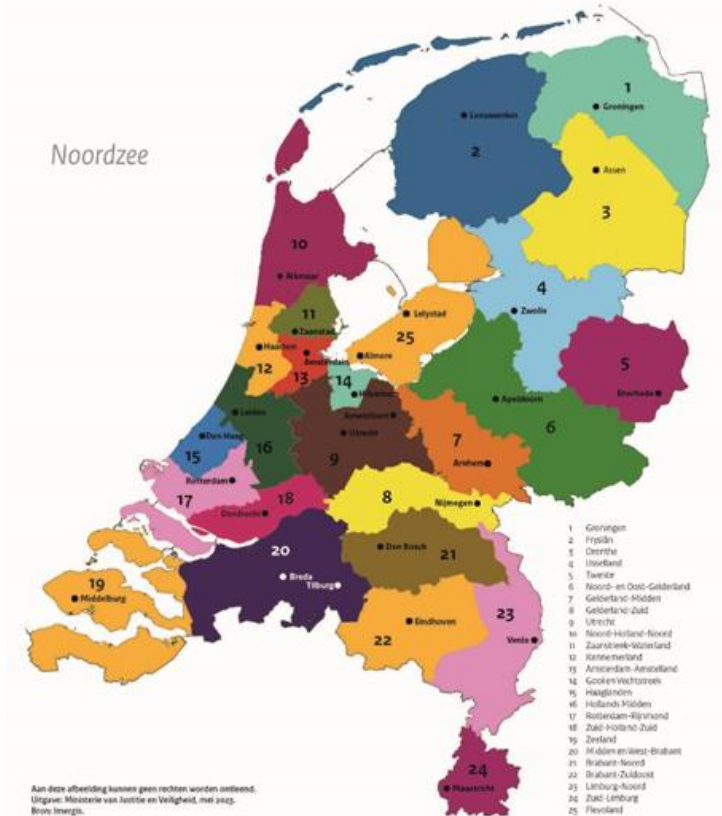 Noordzee
1
Groningen
Leeuwarden
2
Assen
3
10
Alkmaar
4
Zwolle
11
Zaanstad
Lelystad
25
Haarlem
12
Amsterdam
13
Almere
14
Hilversum
5
Enschede
Apeldoorn
6
Leiden
Amersfoort
Utrecht
9
Den Haag
15
16
7
Arnhem
Rotterdam
17
18
Dordrecht
8
Nijmegen
20
Den Bosch
21
Breda
Tilburg
19
Middelburg
Eindhoven
22
23
Venlo
24
Maastricht
1 Groningen
2 Fryslân
3 Drenthe
4 IJsselland
5 Twente
6 Noord- en Oost-Gelderland
7 Gelderland-Midden
8 Gelderland-Zuid
9 Utrecht
10 Noord-Holland-Noord
11 Zaanstreek-Waterland
12 Kennemerland
13 Amsterdam-Amstelland
14 Gooi en Vechtstreek
15 Haaglanden
16 Hollands Midden
17 Rotterdam-Rijnmond
18 Zuid-Holland-Zuid
19 Zeeland
20 Midden en West-Brabant
21 Brabant-Noord
22 Brabant-Zuidoost
23 Limburg-Noord
24 Zuid-Limburg
25 Flevoland
Aan deze afbeelding kunnen geen rechten worden ontleend.
Uitgave: Ministerie van Justitie en Veiligheid, mei 2023.
Bron: Imergis.